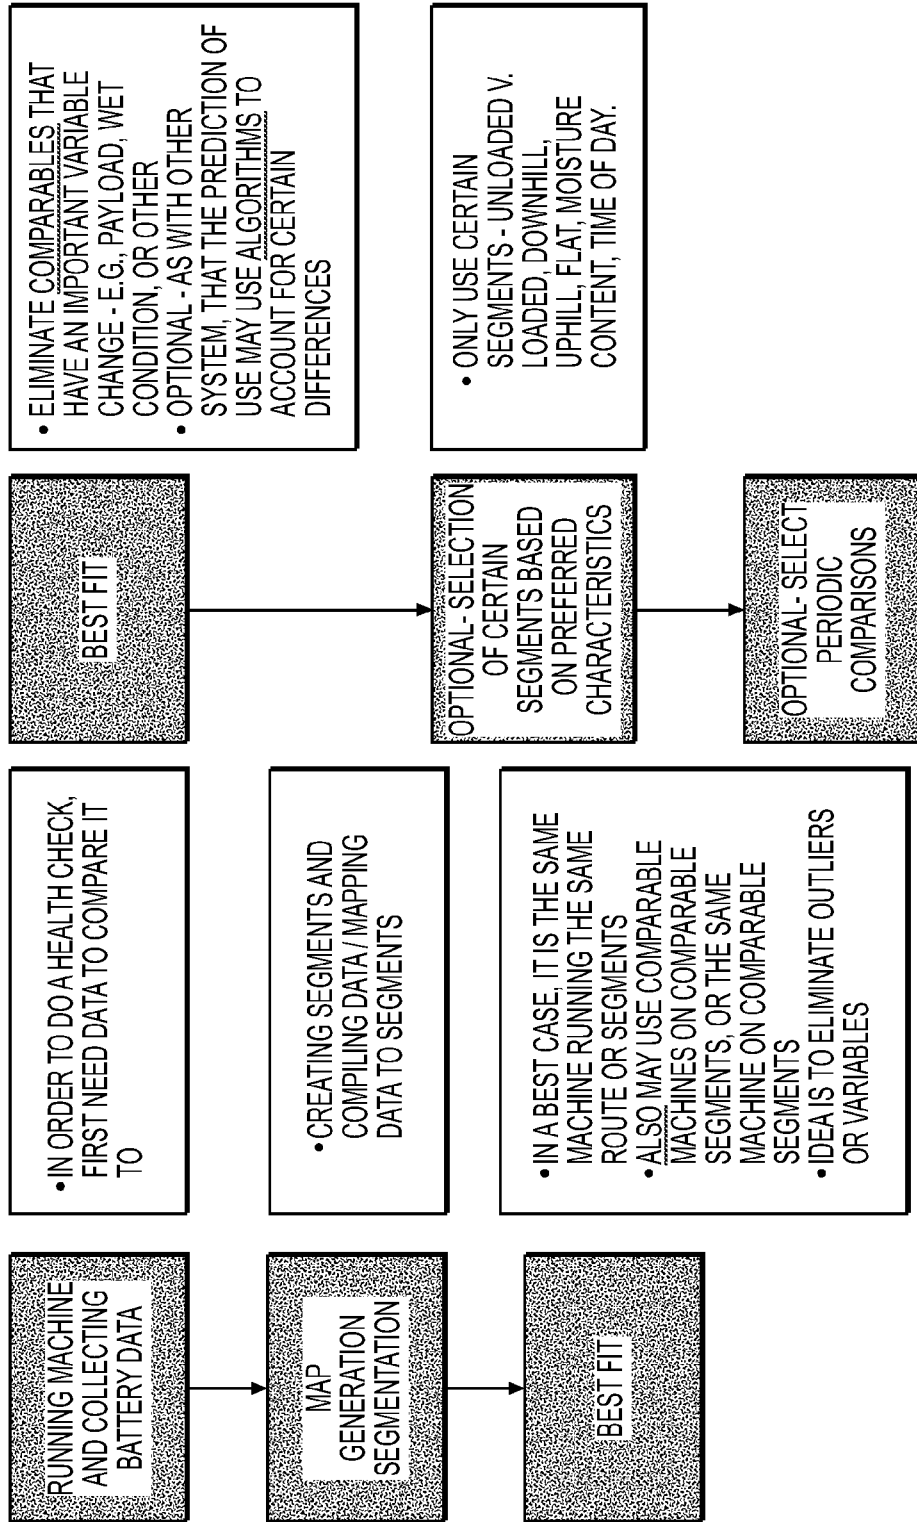 RUNNING MACHINE
AND COLLECTING
BATTERY DATA
• IN ORDER TO DO A HEALTH CHECK,
FIRST NEED DATA TO COMPARE IT
TO
MAP
GENERATION
SEGMENTATION
• CREATING SEGMENTS AND
COMPILING DATA / MAPPING
DATA TO SEGMENTS
BEST FIT
• IN A BEST CASE, IT IS THE SAME
MACHINE RUNNING THE SAME
ROUTE OR SEGMENTS
• ALSO MAY USE COMPARABLE
MACHINES ON COMPARABLE
SEGMENTS, OR THE SAME
MACHINE ON COMPARABLE
SEGMENTS
• IDEA IS TO ELIMINATE OUTLIERS
OR VARIABLES
BEST FIT
• ELIMINATE COMPARABLES THAT
HAVE AN IMPORTANT VARIABLE
CHANGE - E.G., PAYLOAD, WET
CONDITION, OR OTHER
• OPTIONAL - AS WITH OTHER
SYSTEM, THAT THE PREDICTION OF
USE MAY USE ALGORITHMS TO
ACCOUNT FOR CERTAIN
DIFFERENCES
OPTIONAL- SELECTION
OF CERTAIN
SEGMENTS BASED
ON PREFERRED
CHARACTERISTICS
• ONLY USE CERTAIN
SEGMENTS - UNLOADED V.
LOADED, DOWNHILL,
UPHILL, FLAT, MOISTURE
CONTENT, TIME OF DAY.
OPTIONAL- SELECT
PERIODIC
COMPARISONS